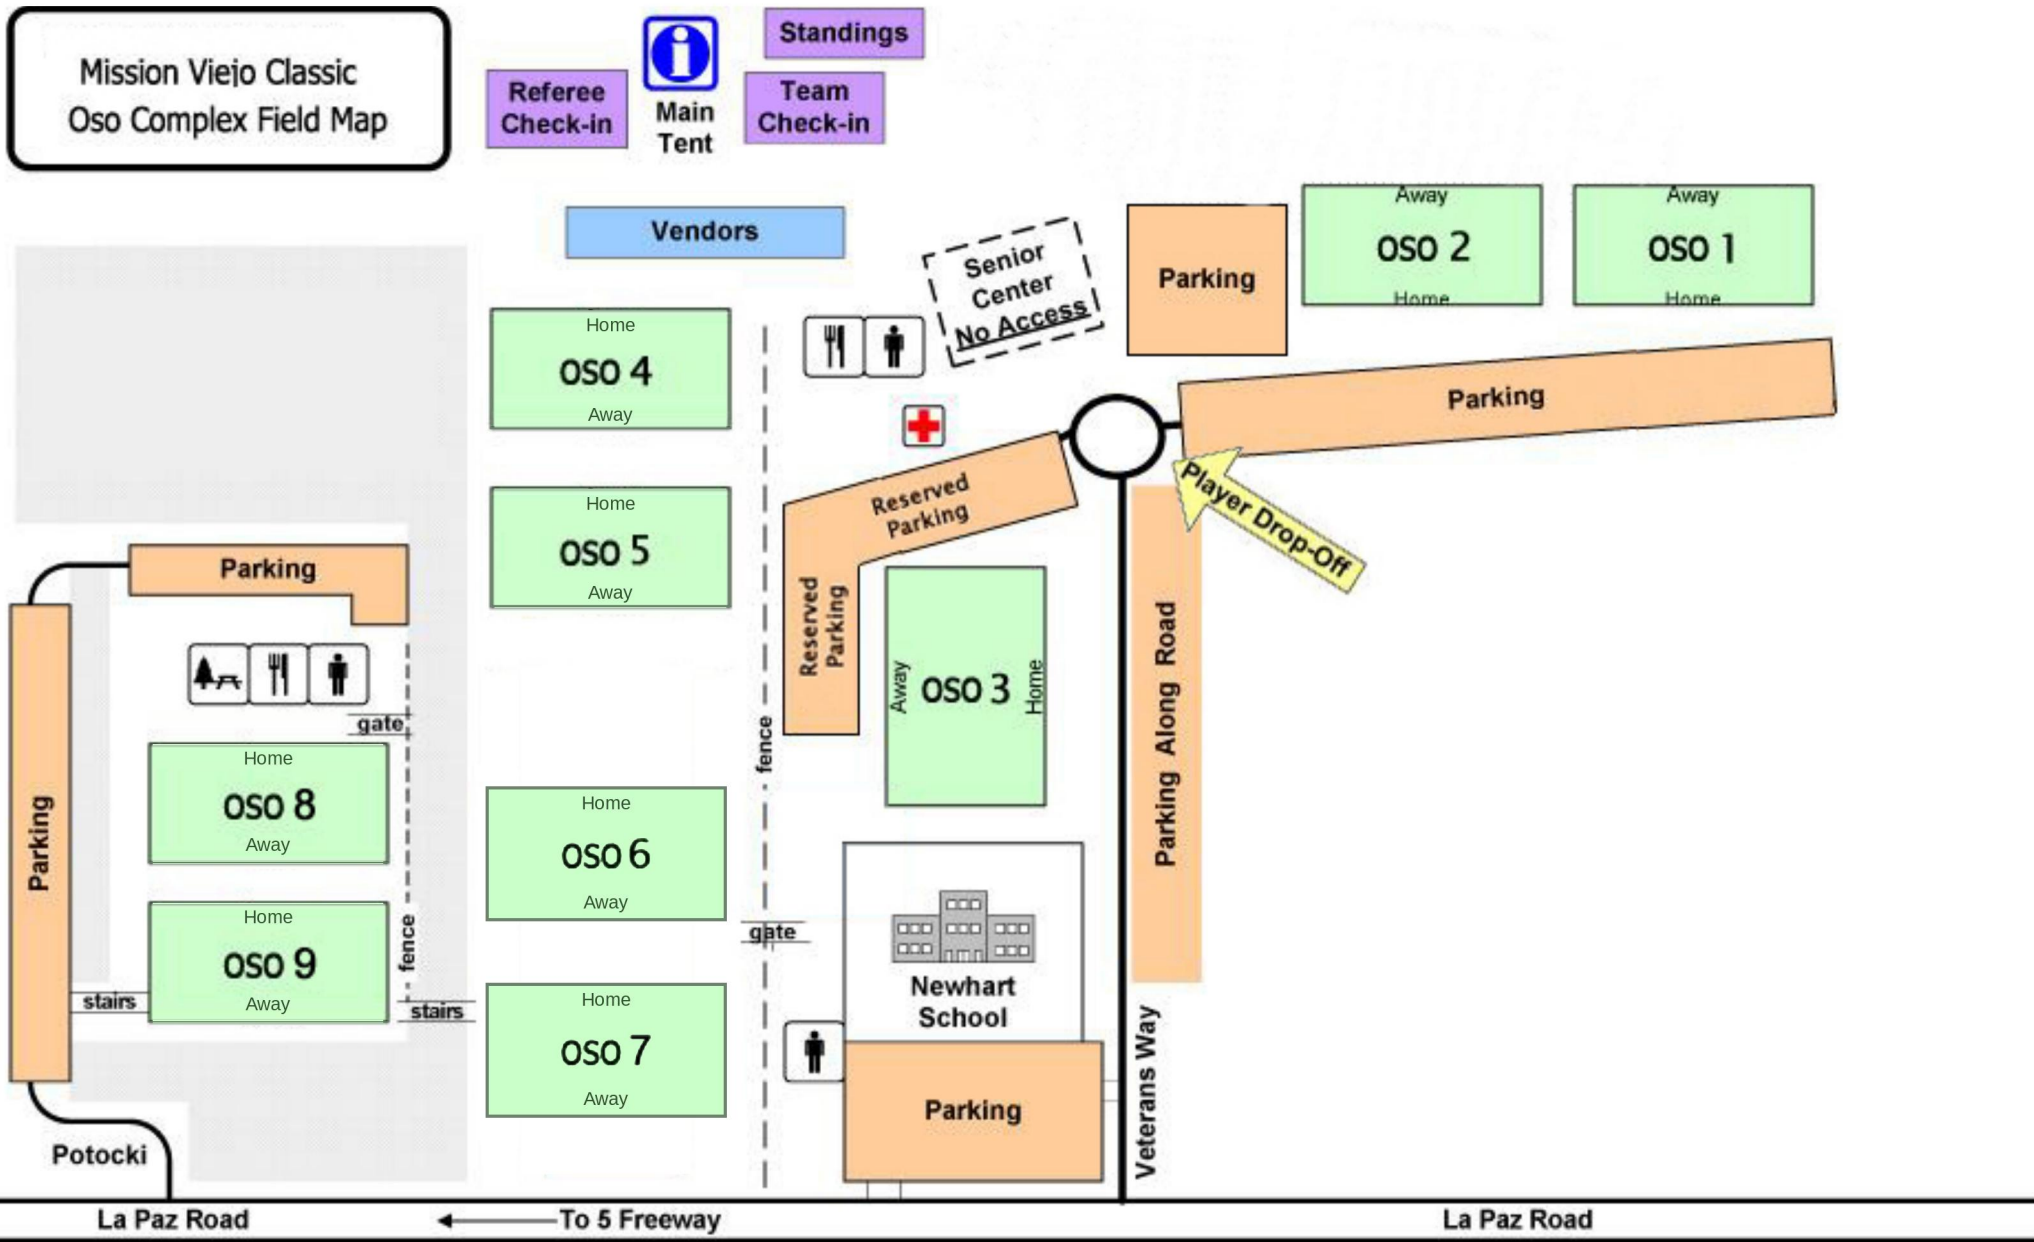 Mission Viejo Classic
Oso Complex Field Map
Referee
Check-in
Main
Tent
Standings
Team
Check-in
Vendors
Senior
Center
No Access
Parking
Away
OSO 2
Home
Away
OSO 1
Home
Parking
Player Drop-Off
Home
OSO 4
Away
Home
OSO 5
Away
Reserved
Parking
Reserved
Parking
Away
OSO 3
Home
Parking Along Road
Parking
Parking
gate
Home
OSO 8
Away
Home
OSO 9
Away
fence
stairs
stairs
Home
OSO 6
Away
Home
OSO 7
Away
fence
gate
Newhart
School
Parking
Veterans Way
Potocki
La Paz Road
To 5 Freeway
La Paz Road